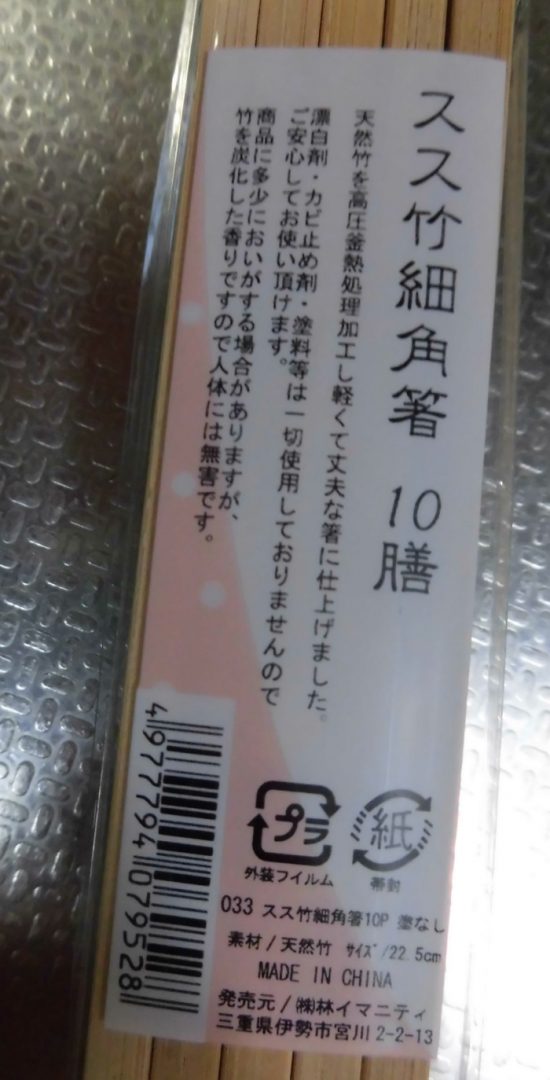 スス竹細角箸 10膳
天然竹を高圧釜熱処理加工し軽くて丈夫な箸に仕上げました。
漂白剤・カビ止め剤・塗料等は一切使用しておりませんので
ご安心してお使い頂けます。
商品に多少においがする場合がありますが、
竹を炭化した香りですので人体には無害です。
プラ
外装フイルム
紙
帯封
4977794079528
033 スス竹細角箸10P 塗なし
素材/天然竹 サイズ/22.5cm
MADE IN CHINA
発売元/㈱林イマニティ
三重県伊勢市宮川2-2-13